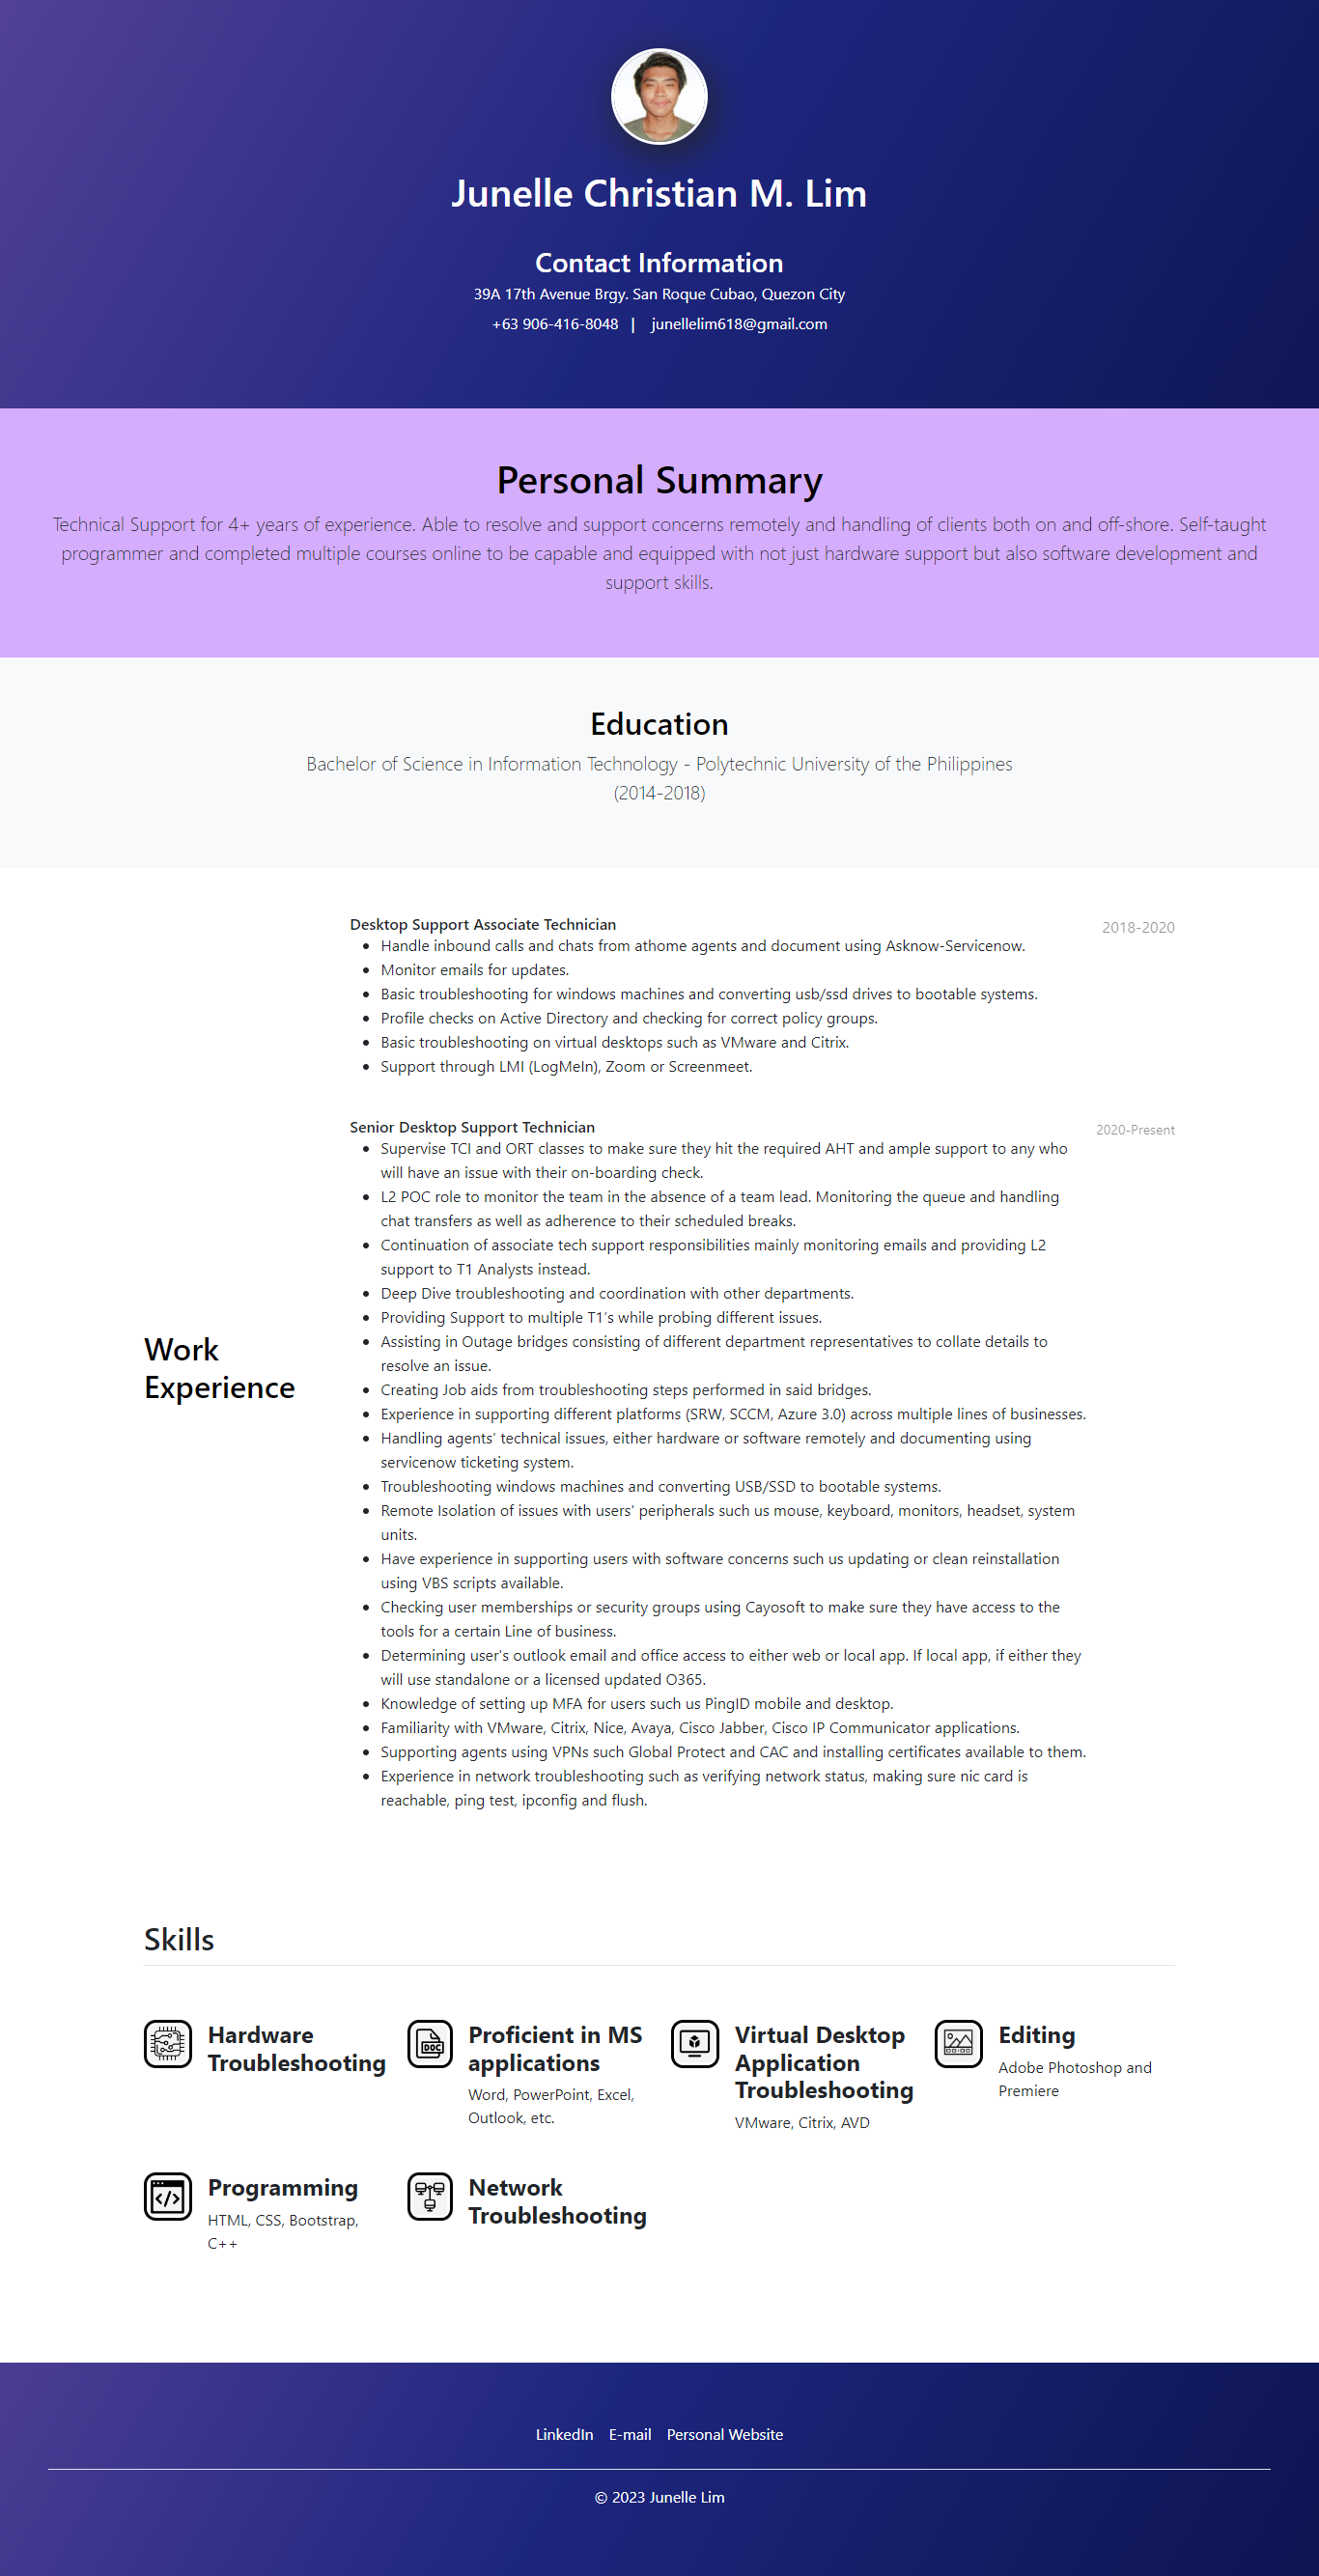 Junelle Christian M. Lim
Contact Information
39A 17th Avenue Brgy. San Roque Cubao, Quezon City
+63 906-416-8048 | junellelim618@gmail.com
Personal Summary
Technical Support for 4+ years of experience. Able to resolve and support concerns remotely and handling of clients both on and off-shore. Self-taught
programmer and completed multiple courses online to be capable and equipped with not just hardware support but also software development and
support skills.
Education
Bachelor of Science in Information Technology - Polytechnic University of the Philippines
(2014-2018)
Work
Experience
Desktop Support Associate Technician
2018-2020
• Handle inbound calls and chats from athome agents and document using Asknow-Servicenow.
• Monitor emails for updates.
• Basic troubleshooting for windows machines and converting usb/ssd drives to bootable systems.
• Profile checks on Active Directory and checking for correct policy groups.
• Basic troubleshooting on virtual desktops such as VMware and Citrix.
• Support through LMI (LogMeIn), Zoom or Screenmeet.
Senior Desktop Support Technician
2020-Present
• Supervise TCI and ORT classes to make sure they hit the required AHT and ample support to any who
will have an issue with their on-boarding check.
• L2 POC role to monitor the team in the absence of a team lead. Monitoring the queue and handling
chat transfers as well as adherence to their scheduled breaks.
• Continuation of associate tech support responsibilities mainly monitoring emails and providing L2
support to T1 Analysts instead.
• Deep Dive troubleshooting and coordination with other departments.
• Providing Support to multiple T1's while probing different issues.
• Assisting in Outage bridges consisting of different department representatives to collate details to
resolve an issue.
• Creating Job aids from troubleshooting steps performed in said bridges.
• Experience in supporting different platforms (SRW, SCCM, Azure 3.0) across multiple lines of businesses.
• Handling agents' technical issues, either hardware or software remotely and documenting using
servicenow ticketing system.
• Troubleshooting windows machines and converting USB/SSD to bootable systems.
• Remote Isolation of issues with users' peripherals such us mouse, keyboard, monitors, headset, system
units.
• Have experience in supporting users with software concerns such us updating or clean reinstallation
using VBS scripts available.
• Checking user memberships or security groups using Cayosoft to make sure they have access to the
tools for a certain Line of business.
• Determining user's outlook email and office access to either web or local app. If local app, if either they
will use standalone or a licensed updated O365.
• Knowledge of setting up MFA for users such us PingID mobile and desktop.
• Familiarity with VMware, Citrix, Nice, Avaya, Cisco Jabber, Cisco IP Communicator applications.
• Supporting agents using VPNs such Global Protect and CAC and installing certificates available to them.
• Experience in network troubleshooting such as verifying network status, making sure nic card is
reachable, ping test, ipconfig and flush.
Skills
Hardware
Troubleshooting
DOC
Proficient in MS
applications
Word, PowerPoint, Excel,
Outlook, etc.
Virtual Desktop
Application
Troubleshooting
VMware, Citrix, AVD
Editing
Adobe Photoshop and
Premiere
</>
Programming
HTML, CSS, Bootstrap,
C++
Network
Troubleshooting
LinkedIn E-mail Personal Website
© 2023 Junelle Lim